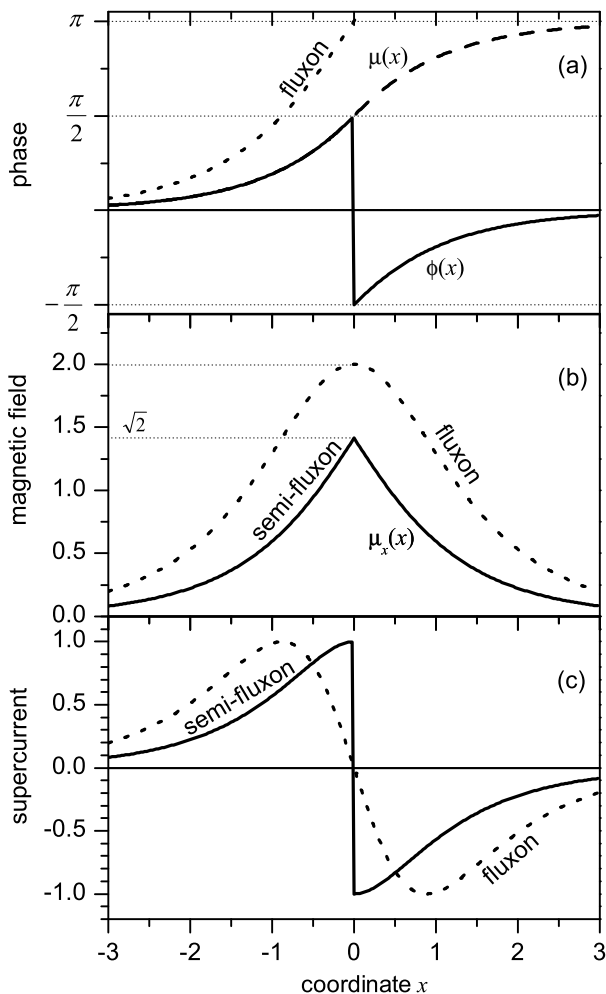 π
fluxon
μ(x)
(a)
π
2
phase
ϕ(x)
−π
2
2.0
(b)
√2
1.5
magnetic field
semi-fluxon
fluxon
1.0
μₓ(x)
0.5
0.0
1.0
(c)
0.5
semi-fluxon
supercurrent
0.0
-0.5
fluxon
-1.0
-3 -2 -1 0 1 2 3
coordinate x